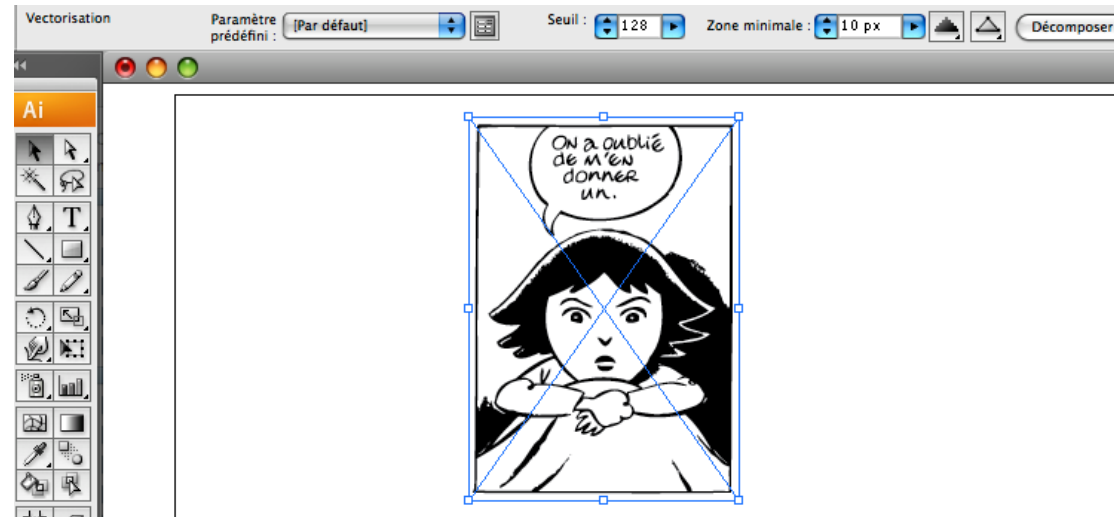 Vectorisation
Paramètre prédéfini : [Par défaut]
Seuil : 128
Zone minimale : 10 px
Décomposer
Ai
T
ON a oubliÉ
de M'EN
donnER
un.